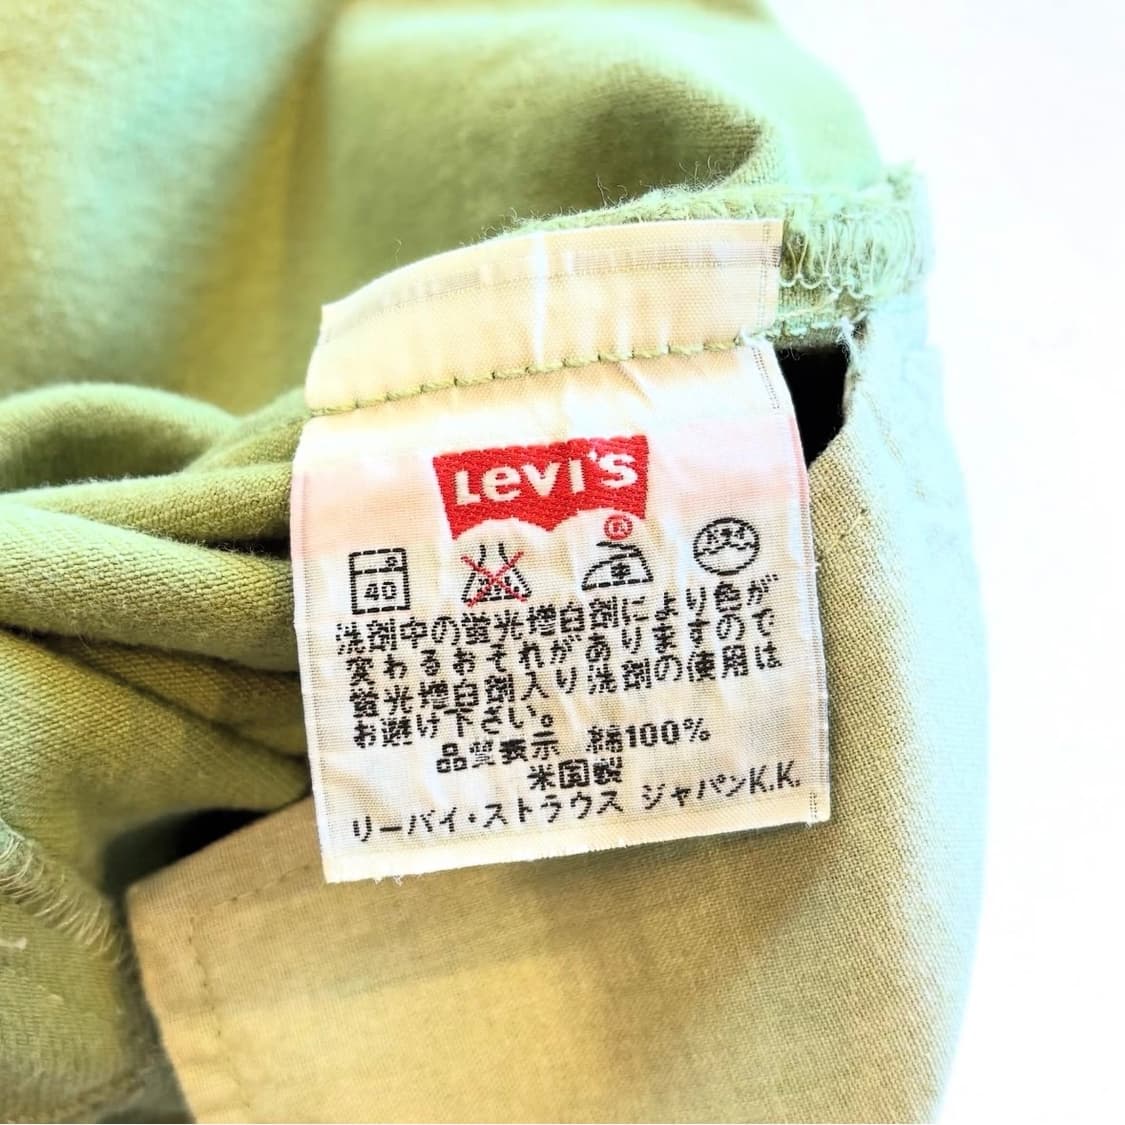 Levi's
®
40
洗剤中の蛍光増白剤により色が
変わるおそれがありますので
蛍光増白剤入り洗剤の使用は
お避け下さい。
品質表示 綿100%
米国製
リーバイ・ストラウス ジャパンK.K.